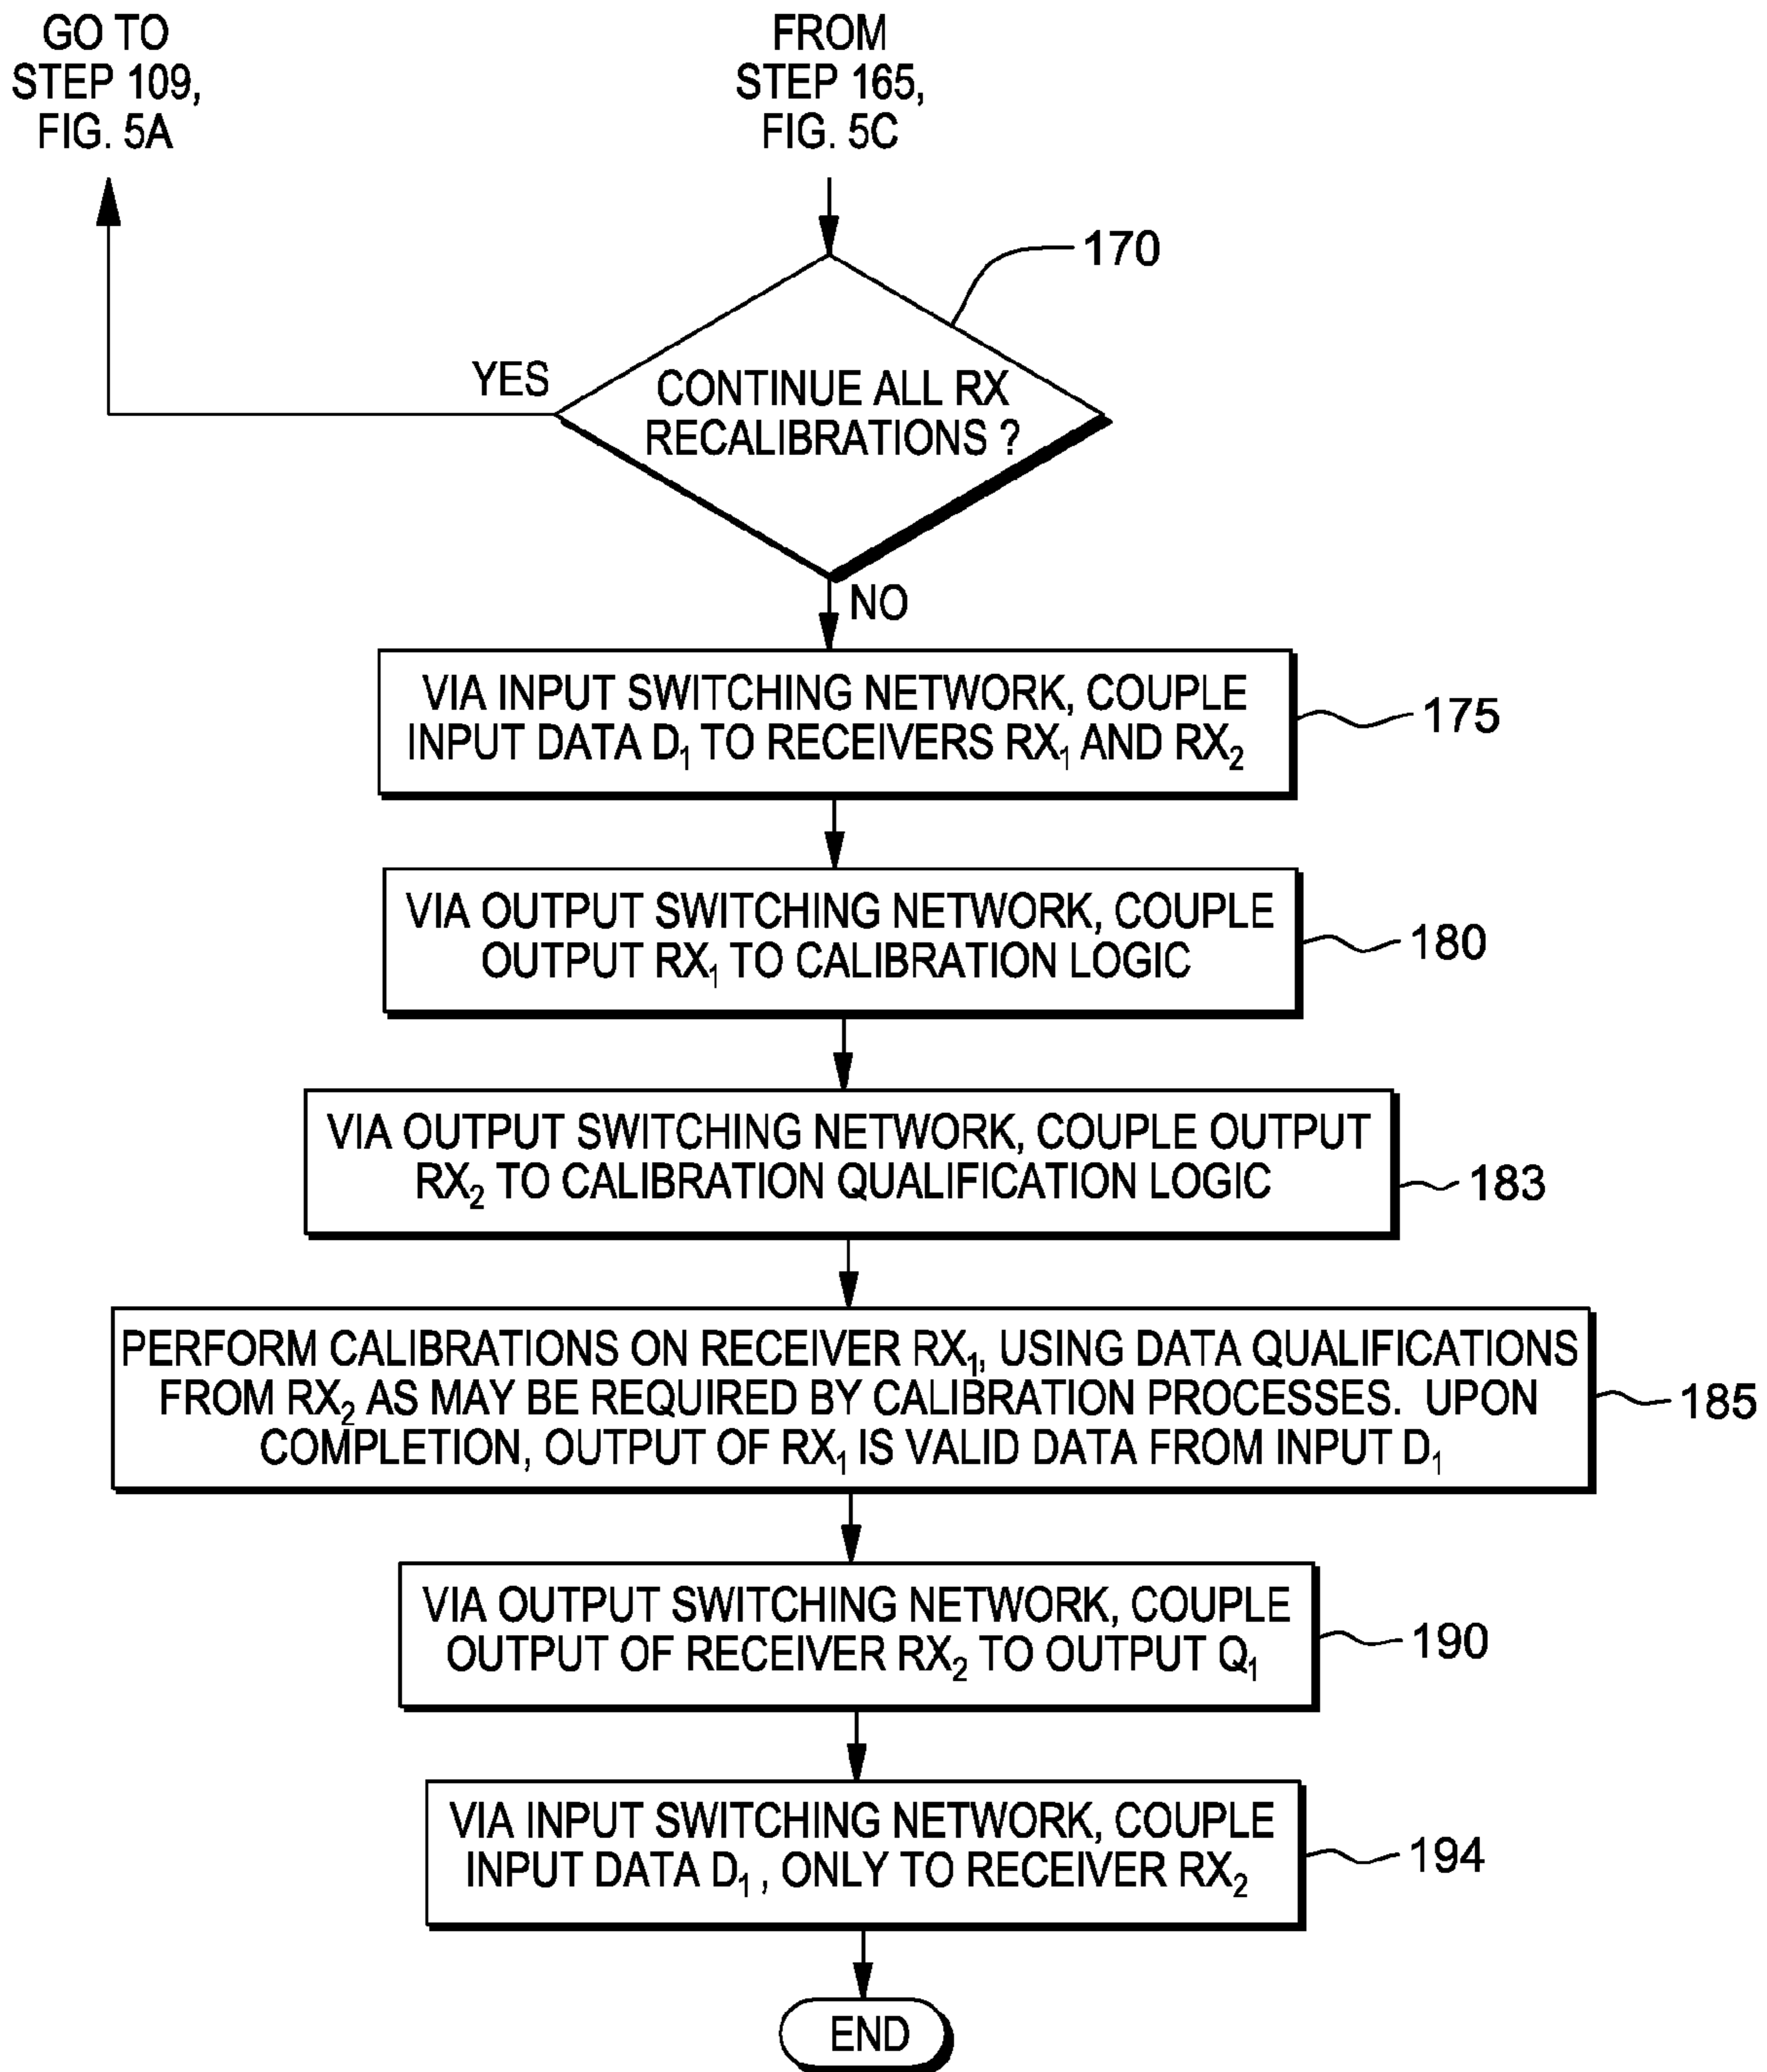 GO TO
STEP 109,
FIG. 5A
FROM
STEP 165,
FIG. 5C
170
YES
CONTINUE ALL RX
RECALIBRATIONS ?
NO
VIA INPUT SWITCHING NETWORK, COUPLE
INPUT DATA D₁ TO RECEIVERS RX₁ AND RX₂
175
VIA OUTPUT SWITCHING NETWORK, COUPLE
OUTPUT RX₁ TO CALIBRATION LOGIC
180
VIA OUTPUT SWITCHING NETWORK, COUPLE OUTPUT
RX₂ TO CALIBRATION QUALIFICATION LOGIC
183
PERFORM CALIBRATIONS ON RECEIVER RX₁, USING DATA QUALIFICATIONS
FROM RX₂ AS MAY BE REQUIRED BY CALIBRATION PROCESSES. UPON
COMPLETION, OUTPUT OF RX₁ IS VALID DATA FROM INPUT D₁
185
VIA OUTPUT SWITCHING NETWORK, COUPLE
OUTPUT OF RECEIVER RX₂ TO OUTPUT Q₁
190
VIA INPUT SWITCHING NETWORK, COUPLE
INPUT DATA D₁ , ONLY TO RECEIVER RX₂
194
END